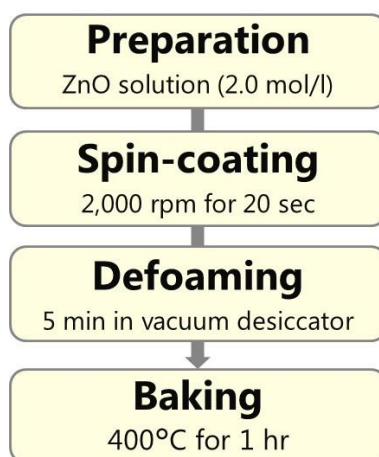 Preparation
ZnO solution (2.0 mol/l)
Spin-coating
2,000 rpm for 20 sec
Defoaming
5 min in vacuum desiccator
Baking
400°C for 1 hr